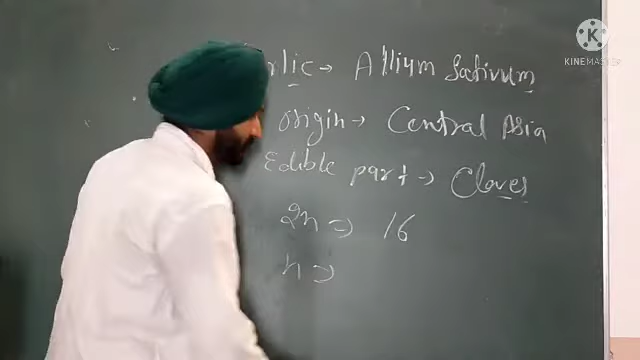 KINEMASTER
lic → Allium Sativum
Origin → Central Asia
Edible part → Cloves
2n ⇒ 16
n ⇒